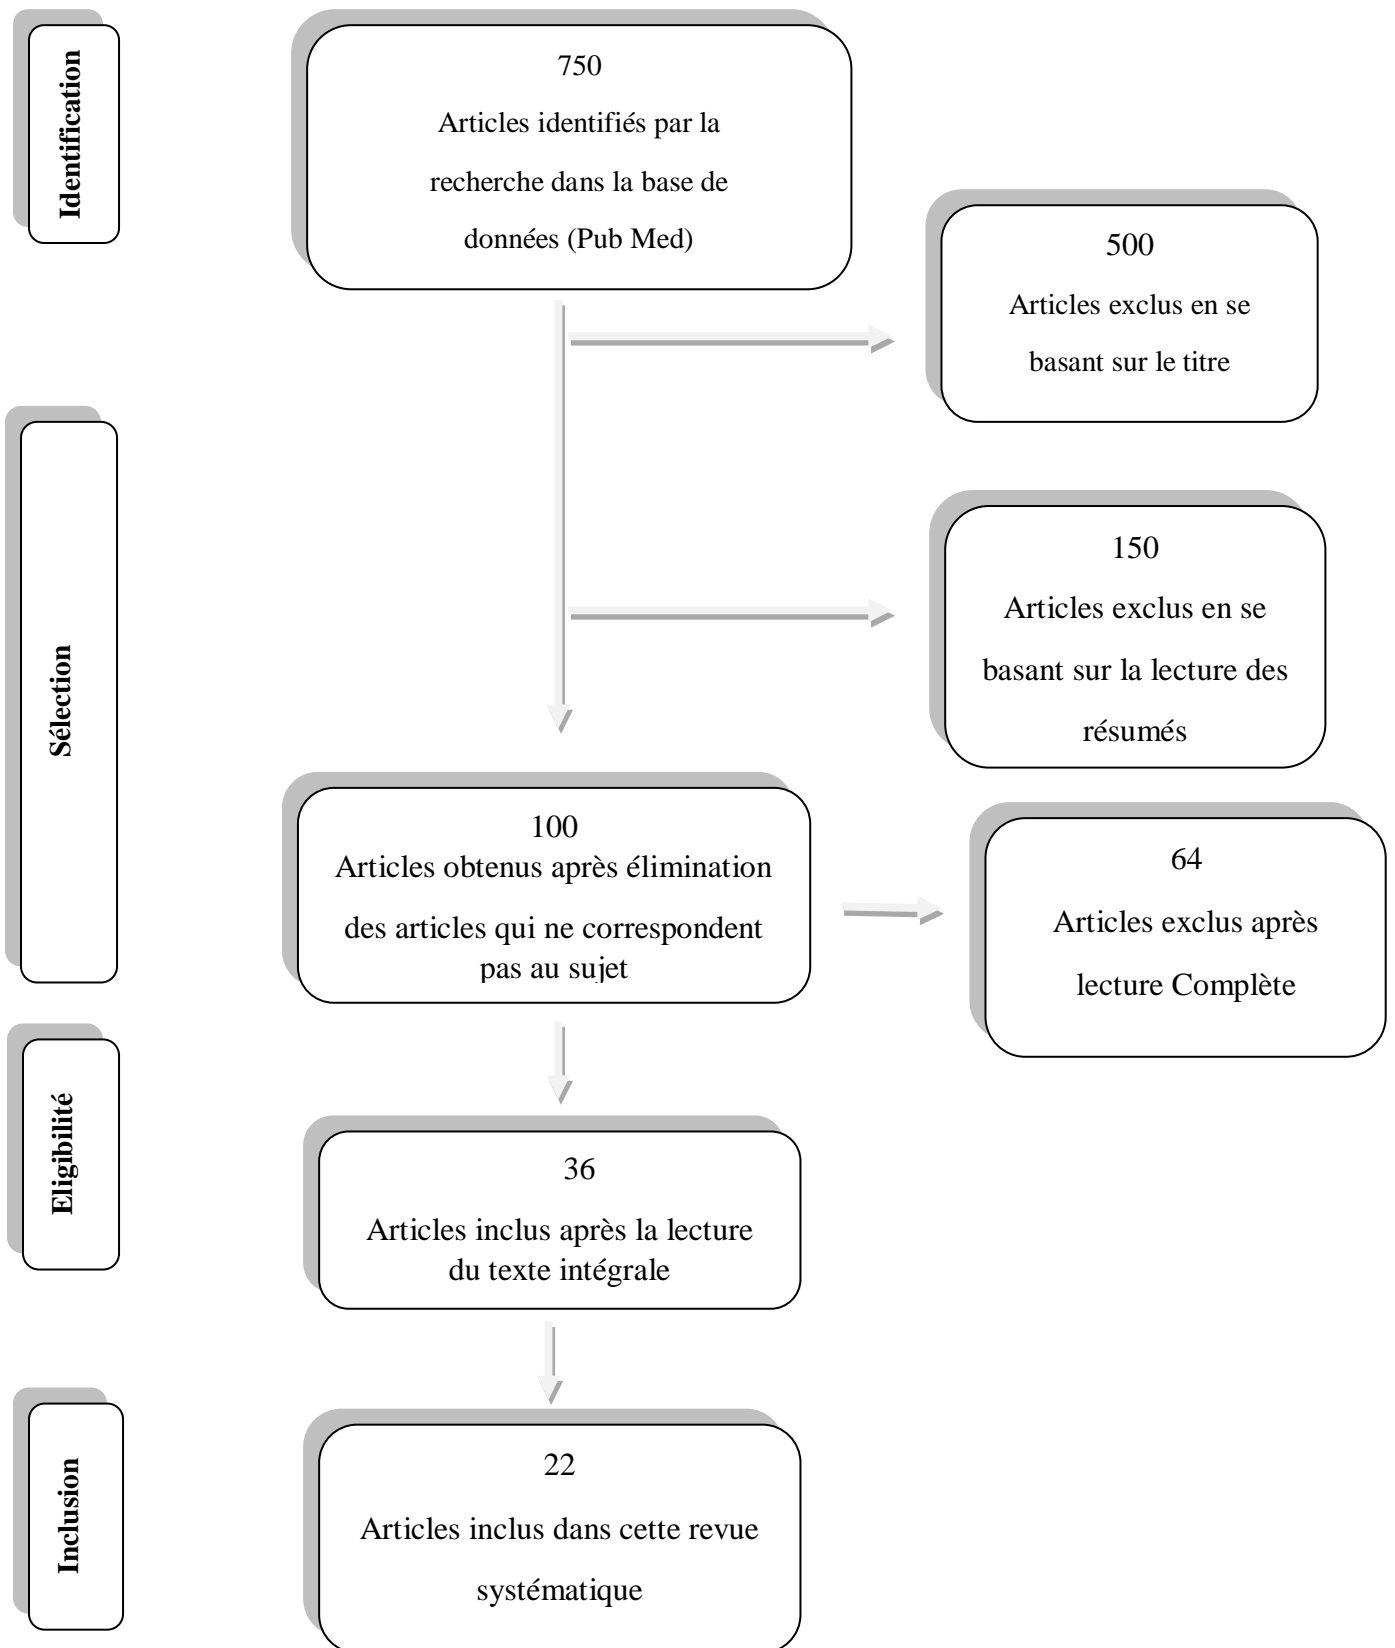 Identification
750
Articles identifiés par la
recherche dans la base de
données (Pub Med)
500
Articles exclus en se
basant sur le titre
Sélection
150
Articles exclus en se
basant sur la lecture des
résumés
100
Articles obtenus après élimination
des articles qui ne correspondent
pas au sujet
64
Articles exclus après
lecture Complète
Eligibilité
36
Articles inclus après la lecture
du texte intégrale
Inclusion
22
Articles inclus dans cette revue
systématique